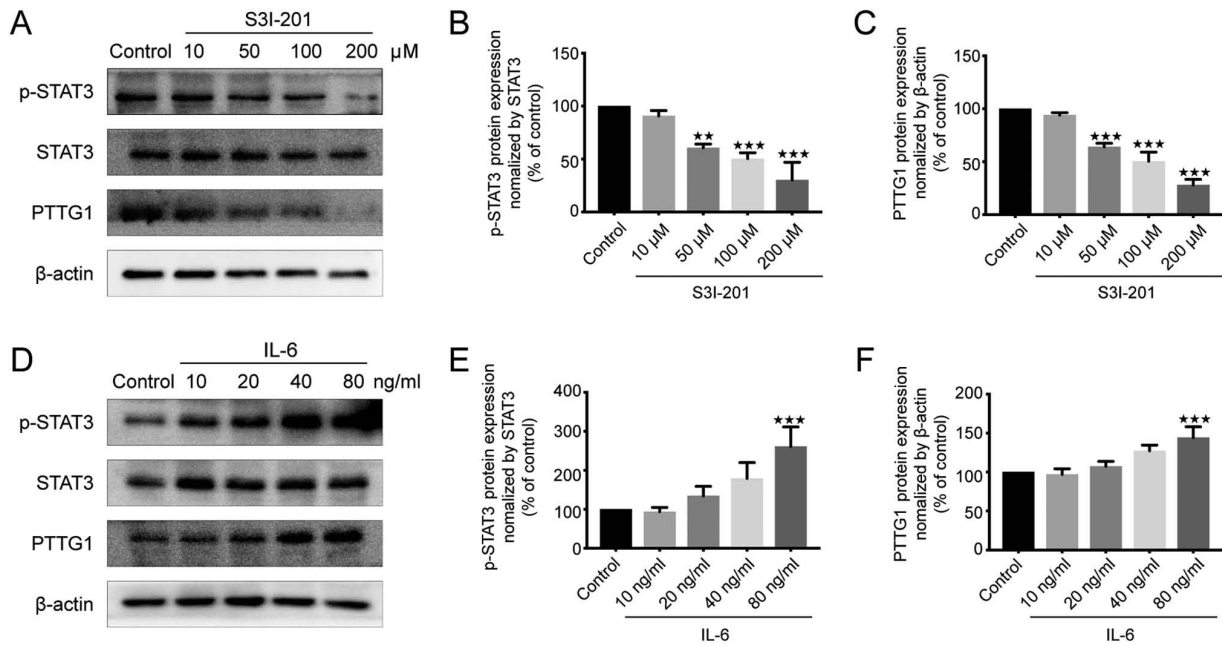 A
S3I-201
Control 10 50 100 200 μM
p-STAT3
STAT3
PTTG1
β-actin
B
p-STAT3 protein expression
nomalized by STAT3
(% of control)
150
100
50
0
★★
★★★
★★★
Control
10 μM
50 μM
100 μM
200 μM
S3I-201
C
PTTG1 protein expression
nomalized by β-actin
(% of control)
150
100
50
0
★★★
★★★
★★★
Control
10 μM
50 μM
100 μM
200 μM
S3I-201
D
IL-6
Control 10 20 40 80 ng/ml
p-STAT3
STAT3
PTTG1
β-actin
E
p-STAT3 protein expression
nomalized by STAT3
(% of control)
400
300
200
100
0
★★★
Control
10 ng/ml
20 ng/ml
40 ng/ml
80 ng/ml
IL-6
F
PTTG1 protein expression
nomalized by β-actin
(% of control)
200
150
100
50
0
★★★
Control
10 ng/ml
20 ng/ml
40 ng/ml
80 ng/ml
IL-6